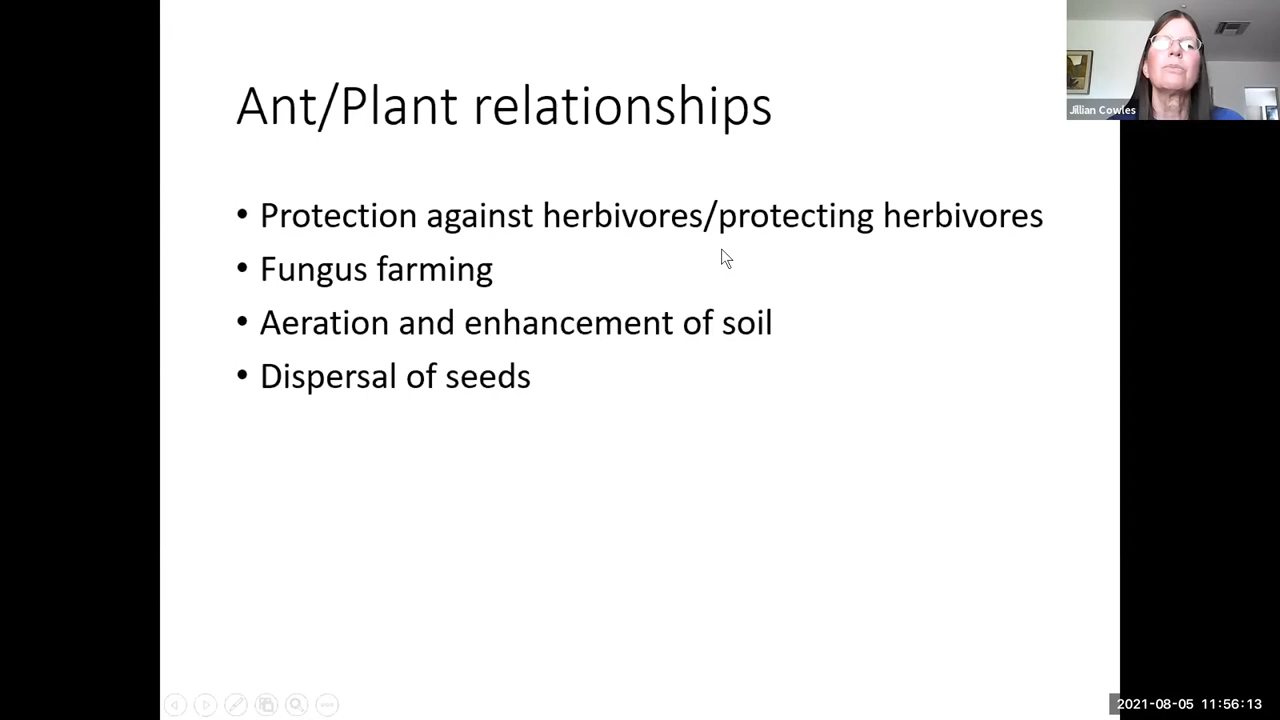 Ant/Plant relationships
Jillian Cowles
• Protection against herbivores/protecting herbivores
• Fungus farming
• Aeration and enhancement of soil
• Dispersal of seeds
2021-08-05 11:56:13